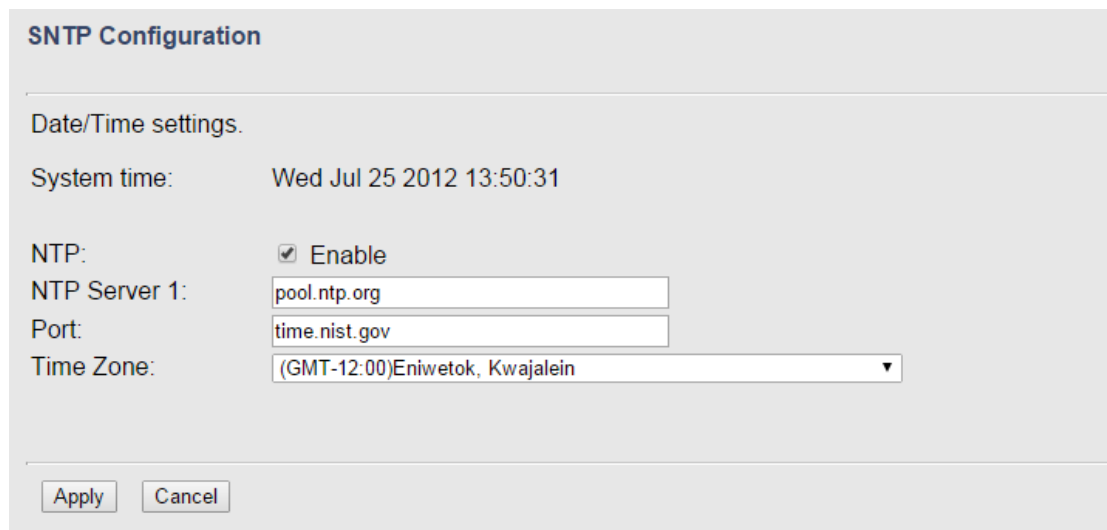 SNTP Configuration
Date/Time settings.
System time: Wed Jul 25 2012 13:50:31
NTP: Enable
NTP Server 1: pool.ntp.org
Port: time.nist.gov
Time Zone: (GMT-12:00)Eniwetok, Kwajalein
Apply Cancel